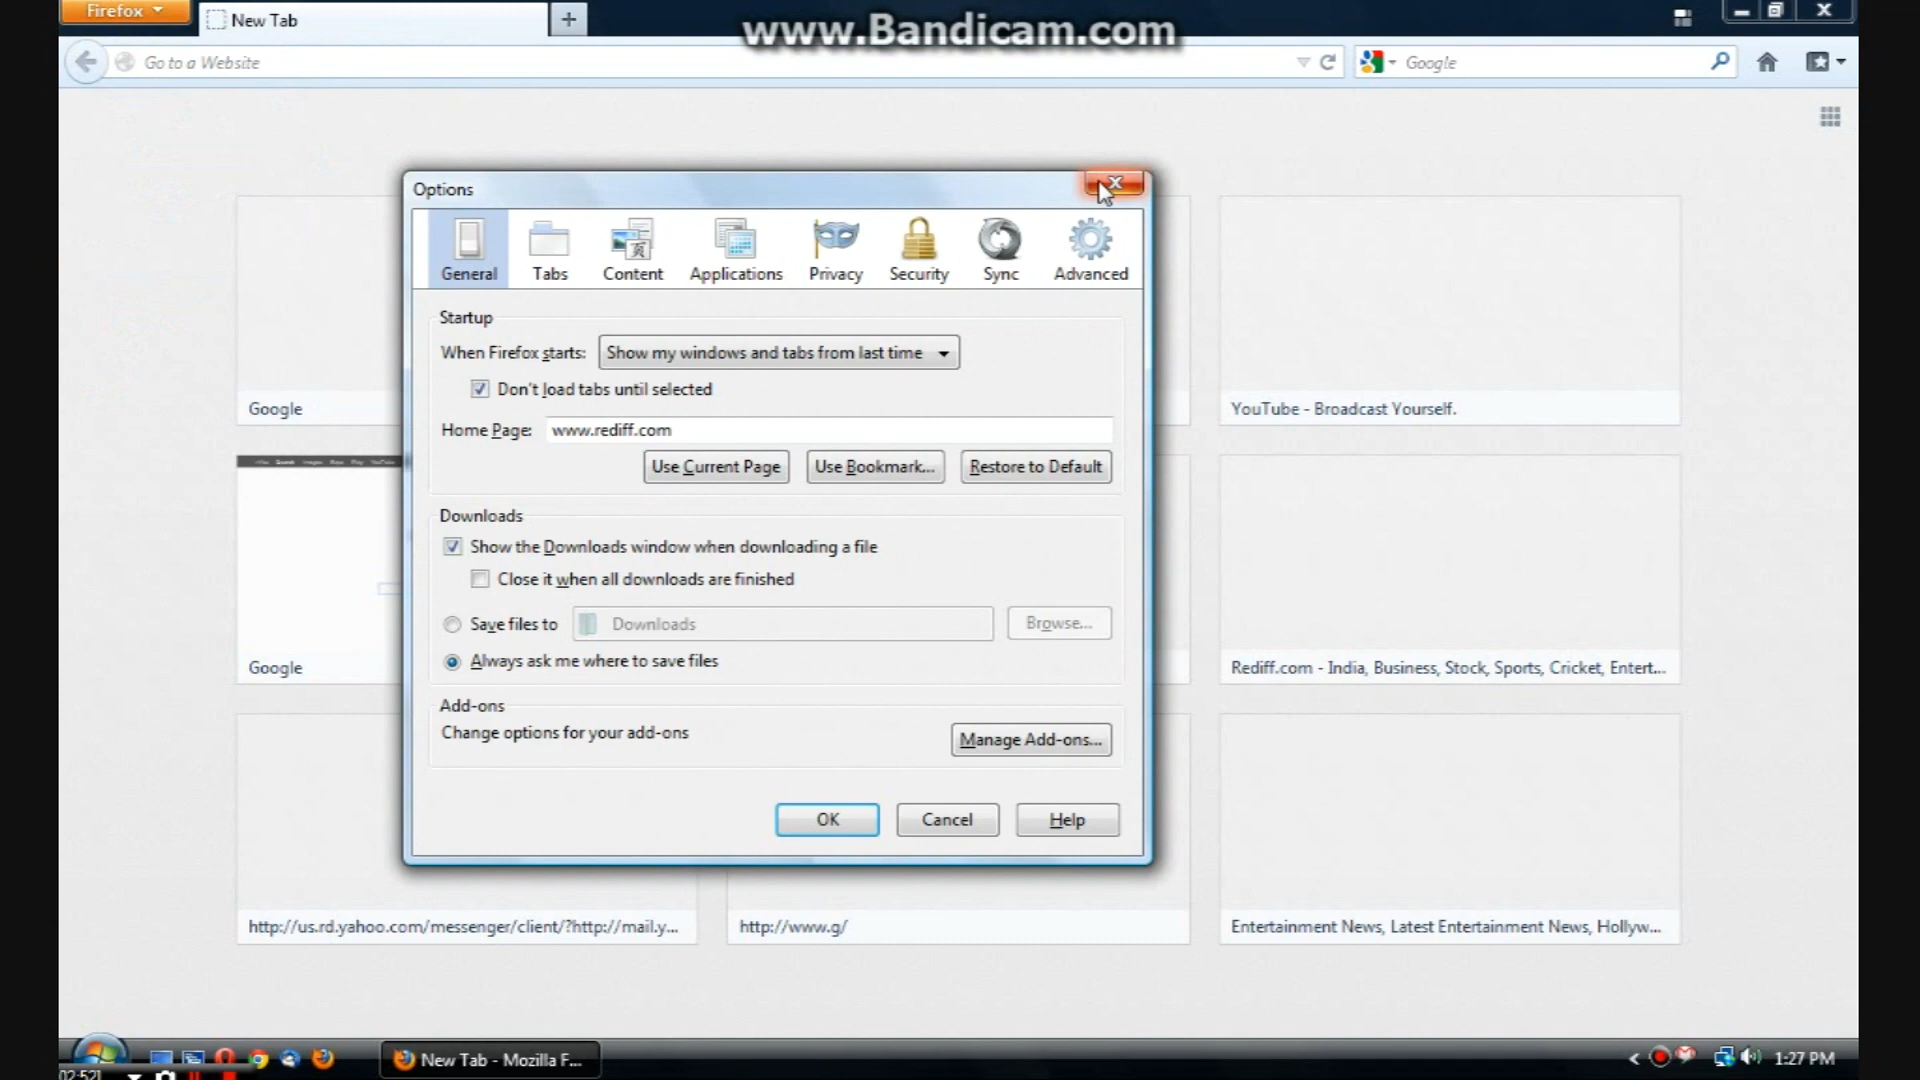 Firefox
New Tab
www.Bandicam.com
Go to a Website
Google
Options
General
Tabs
Content
Applications
Privacy
Security
Sync
Advanced
Startup
When Firefox starts: Show my windows and tabs from last time
Don't load tabs until selected
Home Page: www.rediff.com
Use Current Page
Use Bookmark...
Restore to Default
Downloads
Show the Downloads window when downloading a file
Close it when all downloads are finished
Save files to Downloads Browse...
Always ask me where to save files
Add-ons
Change options for your add-ons
Manage Add-ons...
OK
Cancel
Help
Google
YouTube - Broadcast Yourself.
Google
Rediff.com - India, Business, Stock, Sports, Cricket, Entert...
http://us.rd.yahoo.com/messenger/client/?http://mail.y...
http://www.g/
Entertainment News, Latest Entertainment News, Hollyw...
New Tab - Mozilla F...
1:27 PM
02:52